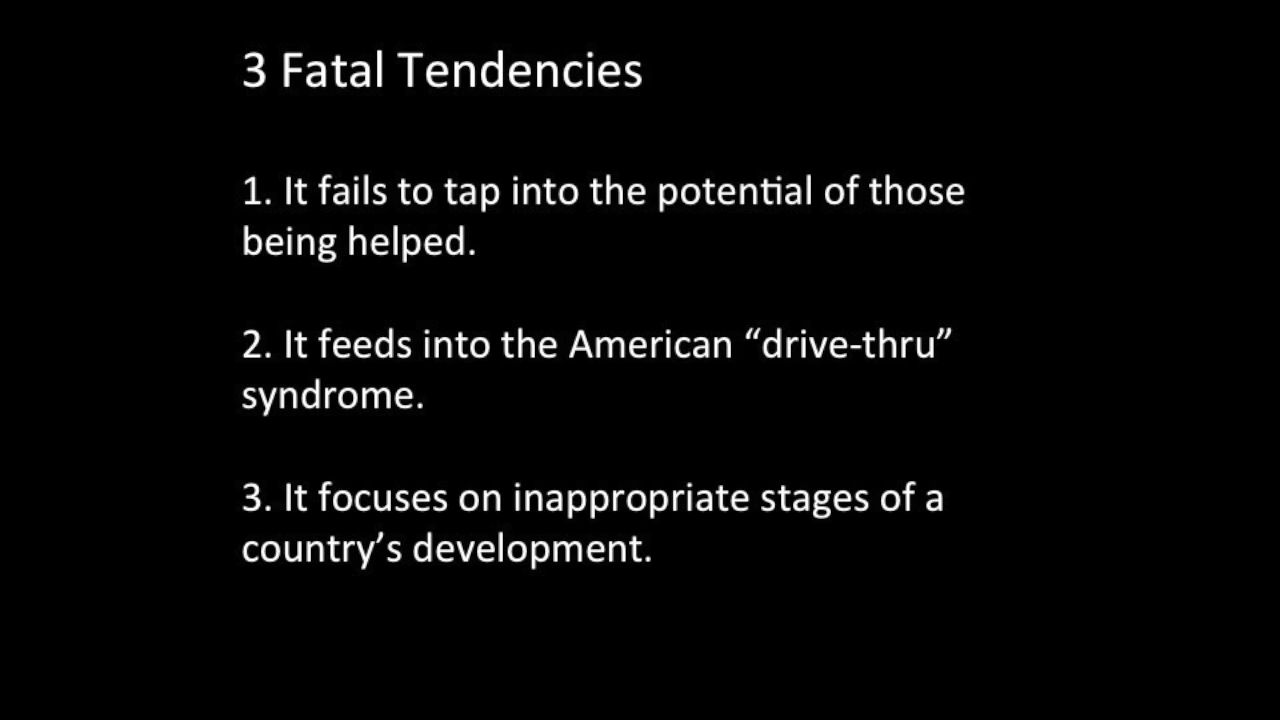 3 Fatal Tendencies
1. It fails to tap into the potential of those
being helped.
2. It feeds into the American “drive-thru”
syndrome.
3. It focuses on inappropriate stages of a
country’s development.